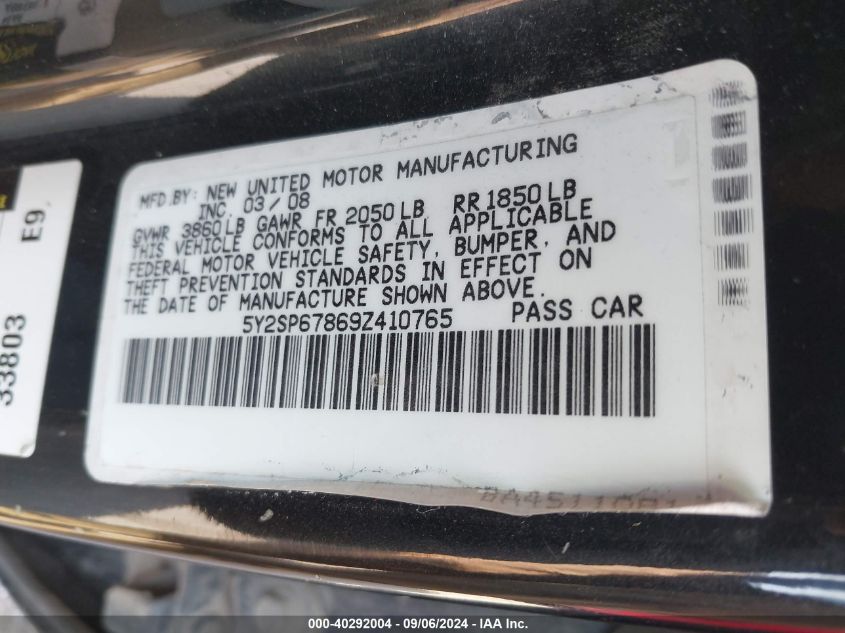 MFD.BY: NEW UNITED MOTOR MANUFACTURING
INC. 03/08
GVWR 3860LB GAWR FR 2050LB RR 1850LB
THIS VEHICLE CONFORMS TO ALL APPLICABLE
FEDERAL MOTOR VEHICLE SAFETY, BUMPER, AND
THEFT PREVENTION STANDARDS IN EFFECT ON
THE DATE OF MANUFACTURE SHOWN ABOVE.
5Y2SP67869Z410765 PASS CAR
E9
33803
000-40292004 - 09/06/2024 - IAAI.com Inc.